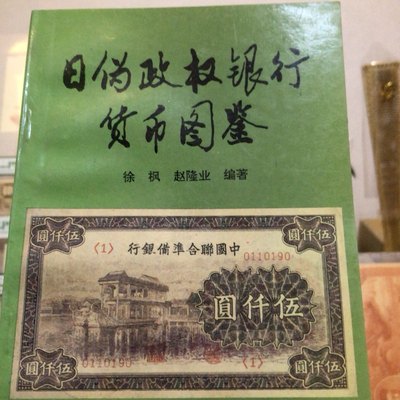 日伪政权银行
货币图鉴
徐枫 赵隆业 编著
圓仟伍 圓仟伍
〈1〉 行銀備準合聯國中
0110190
圓仟伍
0110190 〈1〉
圓仟伍 圓仟伍